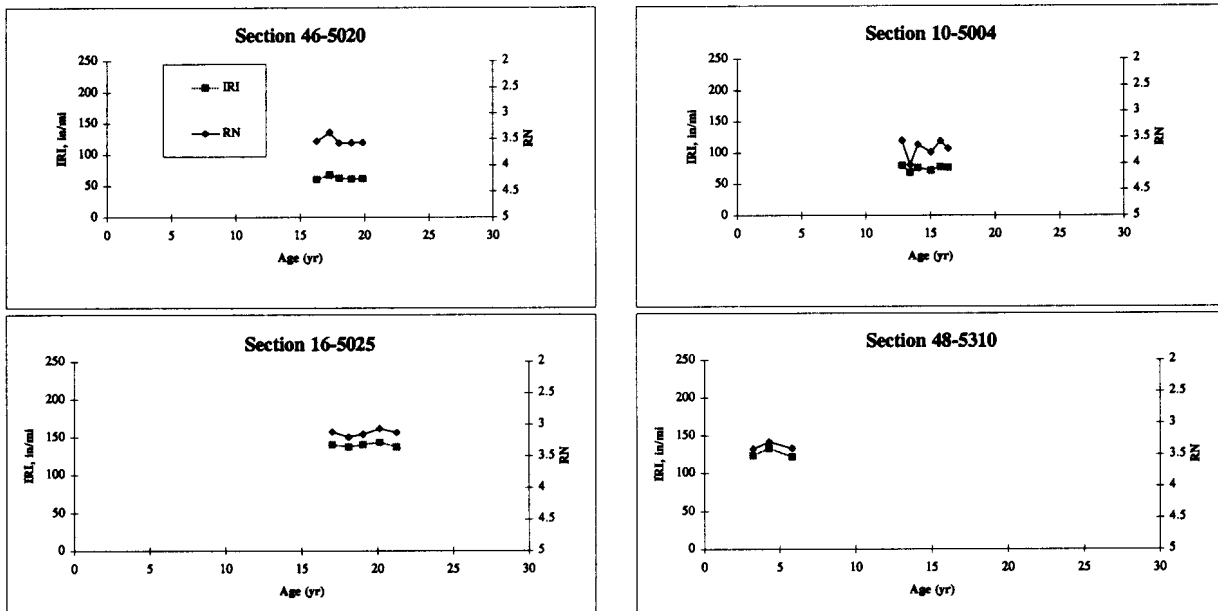 Section 46-5020
250
200
150
100
50
0
IRI, in/mi
IRI
RN
2
2.5
3
3.5
4
4.5
5
RN
0 5 10 15 20 25 30
Age (yr)
Section 10-5004
250
200
150
100
50
0
IRI, in/mi
2
2.5
3
3.5
4
4.5
5
RN
0 5 10 15 20 25 30
Age (yr)
Section 16-5025
250
200
150
100
50
0
IRI, in/mi
2
2.5
3
3.5
4
4.5
5
RN
0 5 10 15 20 25 30
Age (yr)
Section 48-5310
250
200
150
100
50
0
IRI, in/mi
2
2.5
3
3.5
4
4.5
5
RN
0 5 10 15 20 25 30
Age (yr)